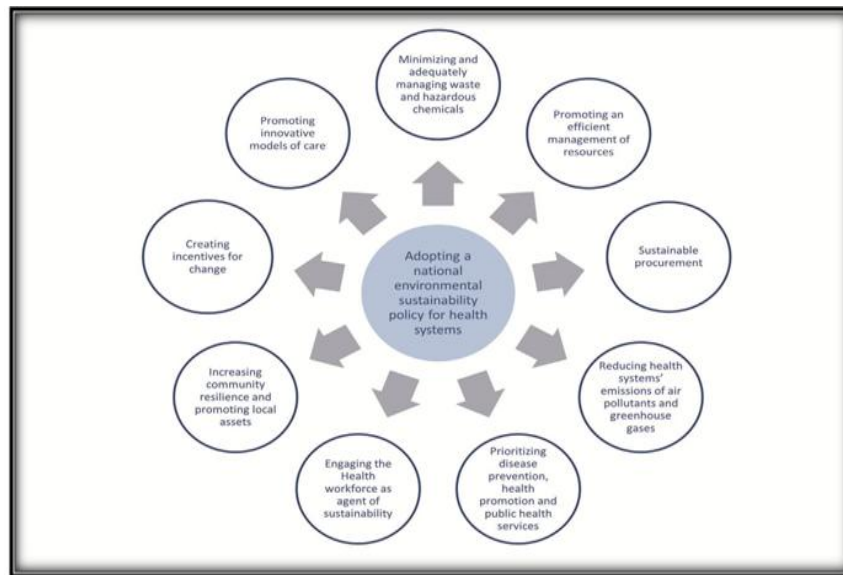 Minimizing and
adequately
managing waste
and hazardous
chemicals
Promoting an
efficient
management of
resources
Sustainable
procurement
Reducing health
systems'
emissions of air
pollutants and
greenhouse
gases
Prioritizing
disease
prevention,
health
promotion and
public health
services
Engaging the
Health
workforce as
agent of
sustainability
Increasing
community
resilience and
promoting local
assets
Creating
incentives for
change
Promoting
innovative
models of care
Adopting a
national
environmental
sustainability
policy for health
systems